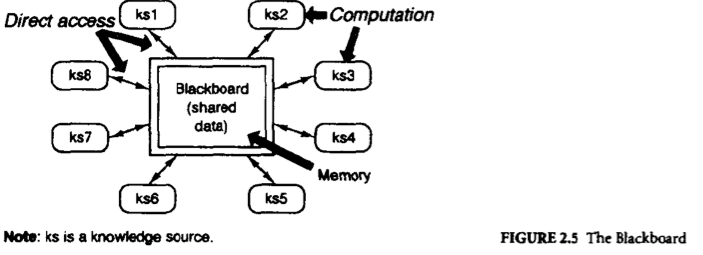 ks1
ks2
Computation
Direct access
ks8
ks3
Blackboard
(shared
data)
ks7
ks4
Memory
ks6
ks5
Note: ks is a knowledge source.
FIGURE 2.5 The Blackboard